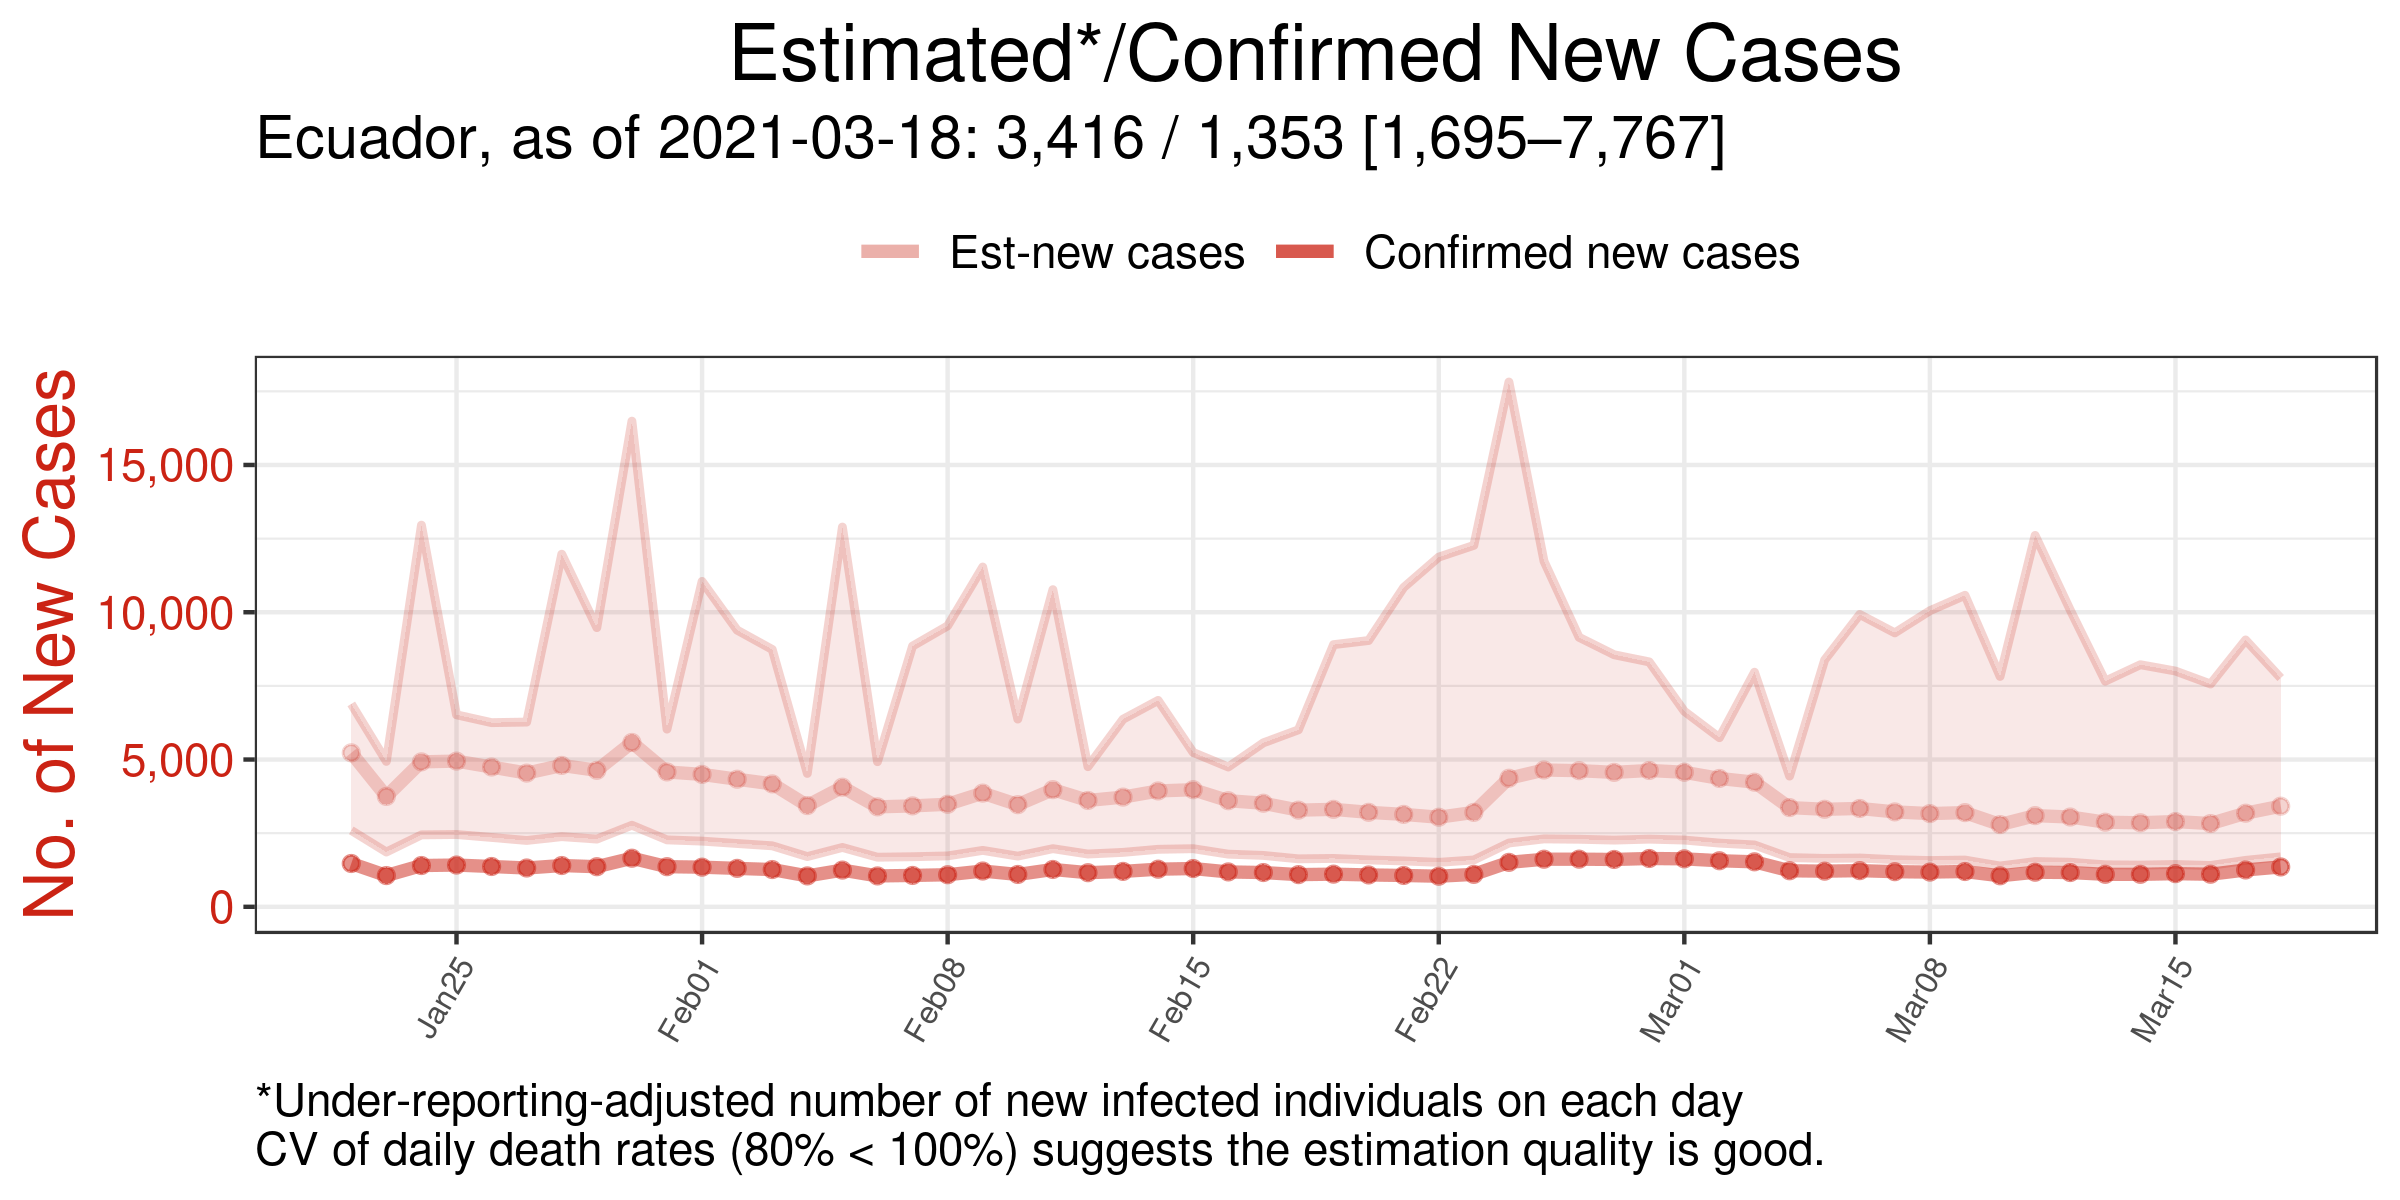 Estimated*/Confirmed New Cases
Ecuador, as of 2021-03-18: 3,416 / 1,353 [1,695–7,767]
Est-new cases
Confirmed new cases
No. of New Cases
15,000
10,000
5,000
0
Jan25
Feb01
Feb08
Feb15
Feb22
Mar01
Mar08
Mar15
*Under-reporting-adjusted number of new infected individuals on each day
CV of daily death rates (80% < 100%) suggests the estimation quality is good.